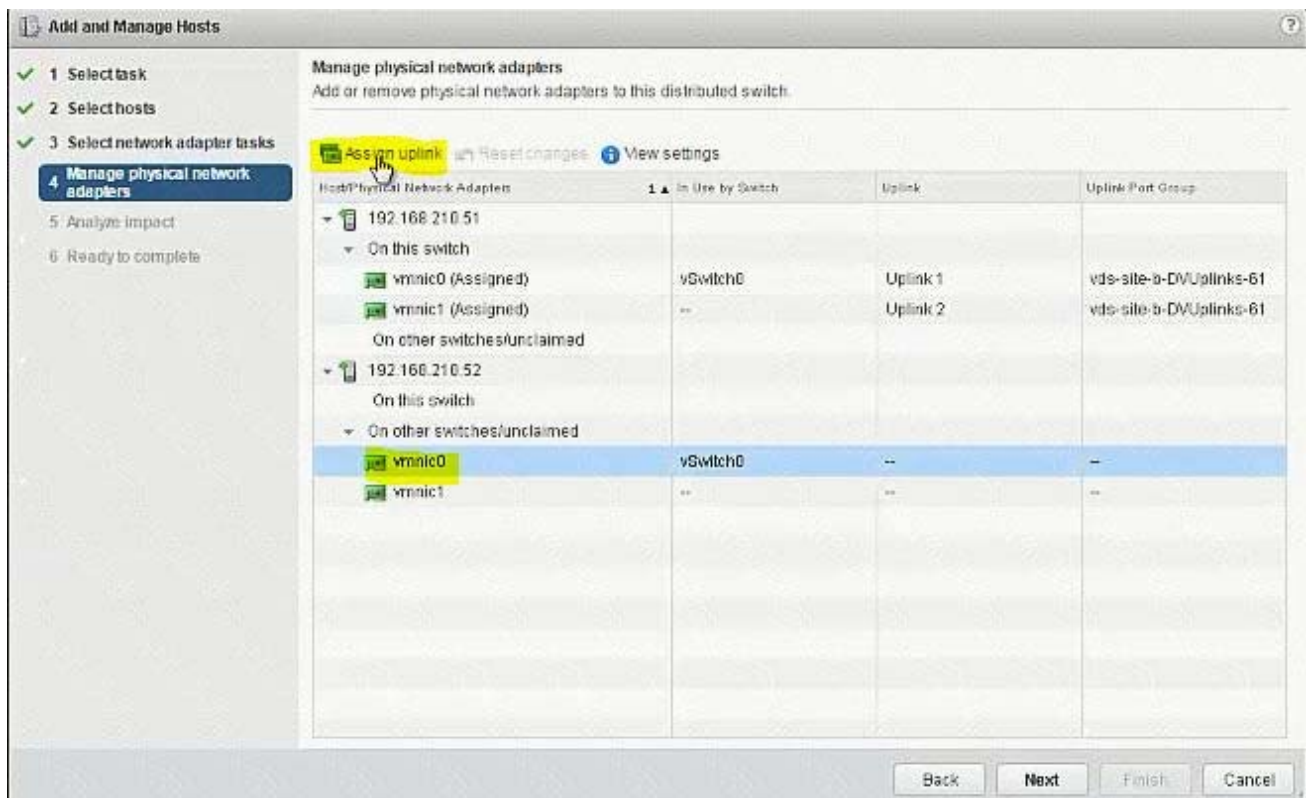 Add and Manage Hosts
1 Select task
2 Select hosts
3 Select network adapter tasks
4 Manage physical network adapters
5 Analyze impact
6 Ready to complete
Manage physical network adapters
Add or remove physical network adapters to this distributed switch.
Assign uplink Reset changes View settings
Host/Physical Network Adapters 1 ▲ In Use by Switch Uplink Uplink Port Group
192.168.210.51
On this switch
vmnic0 (Assigned) vSwitch0 Uplink 1 vds-site-b-DVUplinks-61
vmnic1 (Assigned) -- Uplink 2 vds-site-b-DVUplinks-61
On other switches/unclaimed
192.168.210.52
On this switch
On other switches/unclaimed
vmnic0 vSwitch0 -- --
vmnic1 -- -- --
Back Next Finish Cancel